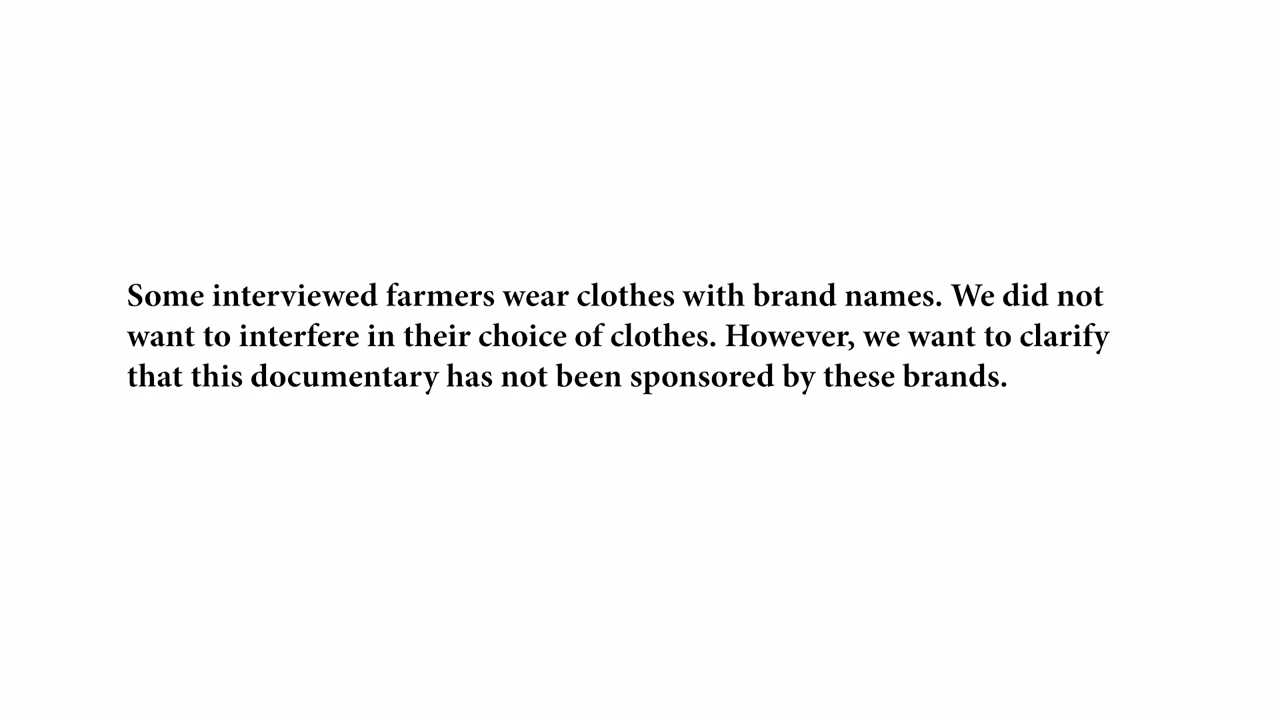 Some interviewed farmers wear clothes with brand names. We did not
want to interfere in their choice of clothes. However, we want to clarify
that this documentary has not been sponsored by these brands.